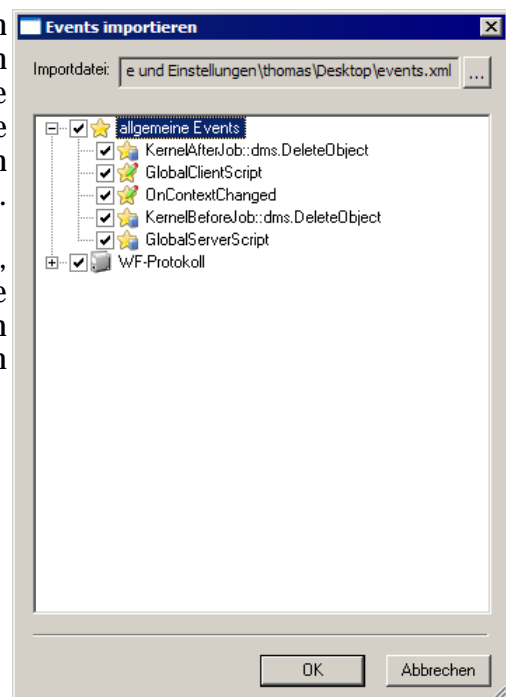 Events importieren
Importdatei: e und Einstellungen\thomas\Desktop\events.xml ...
allgemeine Events
KernelAfterJob::dms.DeleteObject
GlobalClientScript
OnContextChanged
KernelBeforeJob::dms.DeleteObject
GlobalServerScript
WF-Protokoll
OK Abbrechen